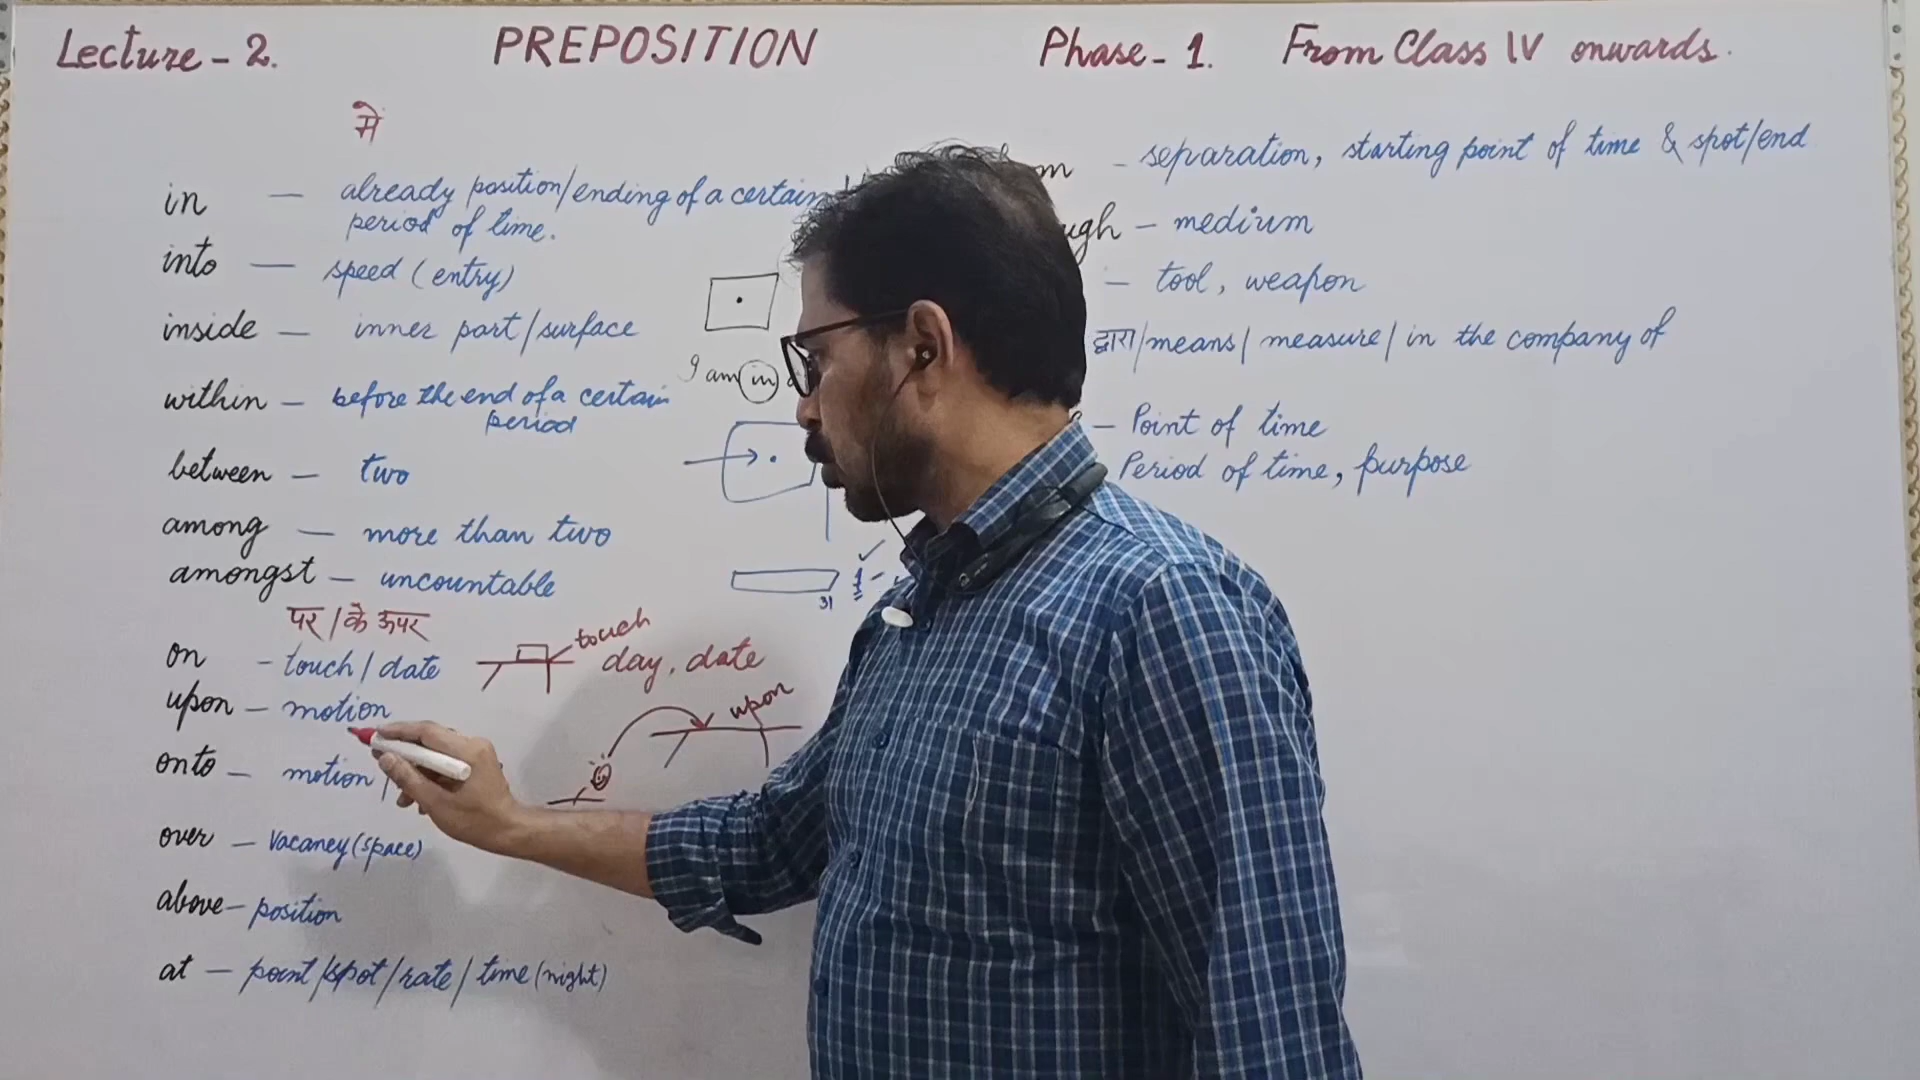 Lecture - 2. PREPOSITION Phase - 1. From Class IV onwards.
में
in — already position/ending of a certain
period of time.
into — speed (entry)
inside — inner part/surface
I am in
within — before the end of a certain
period
between — two
among — more than two
amongst — uncountable
31 1
पर/के ऊपर
on - touch/date
touch
day, date
upon — motion
upon
onto — motion
over — Vacancy(space)
above — position
at — point/spot/rate/time(night)
- separation, starting point of time & spot/end
- medium
- tool, weapon
द्वारा/means/measure/in the company of
- Point of time
Period of time, purpose